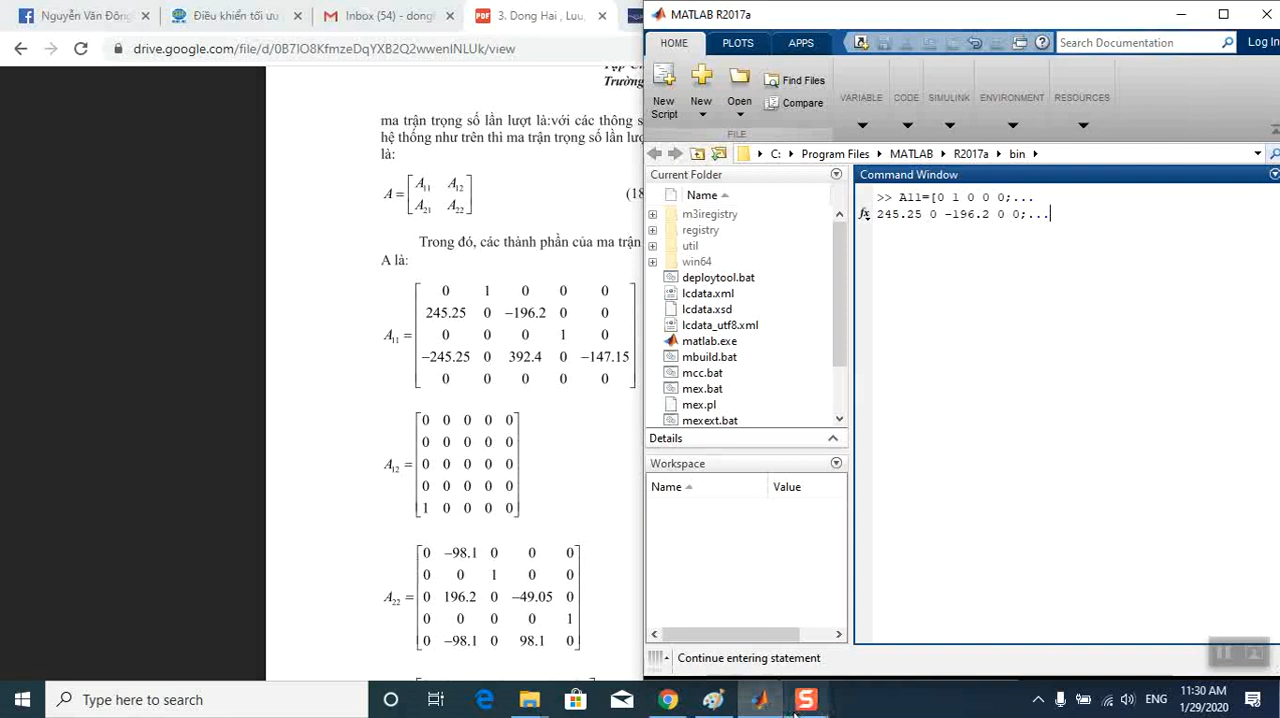 Nguyễn Văn Đông
Điều khiển tối ưu
Inbox (54) - dongl
3. Dong Hai , Luu,
drive.google.com/file/d/0B7lO8KfmzeDqYXB2Q2wwenlNLUk/view
Trường
ma trận trọng số lần lượt là:với các thông s
hệ thống như trên thì ma trận trọng số lần lượ
là:
A = [A11 A12
A21 A22] (18
Trong đó, các thành phần của ma trận
A là:
0 1 0 0 0
245.25 0 −196.2 0 0
A11 = 0 0 0 1 0
−245.25 0 392.4 0 −147.15
0 0 0 0 0
0 0 0 0 0
0 0 0 0 0
A12 = 0 0 0 0 0
0 0 0 0 0
1 0 0 0 0
0 −98.1 0 0 0
0 0 1 0 0
A22 = 0 196.2 0 −49.05 0
0 0 0 0 1
0 −98.1 0 98.1 0
MATLAB R2017a
HOME PLOTS APPS
Search Documentation
Log In
New Script
New
Open
Find Files
Compare
FILE
VARIABLE CODE SIMULINK ENVIRONMENT RESOURCES
C: Program Files MATLAB R2017a bin
Current Folder
Name
m3iregistry
registry
util
win64
deploytool.bat
lcdata.xml
lcdata.xsd
lcdata_utf8.xml
matlab.exe
mbuild.bat
mcc.bat
mex.bat
mex.pl
mexext.bat
Details
Workspace
Name Value
Command Window
>> A11=[0 1 0 0 0;...
245.25 0 -196.2 0 0;...
Continue entering statement
Type here to search
ENG
11:30 AM
1/29/2020